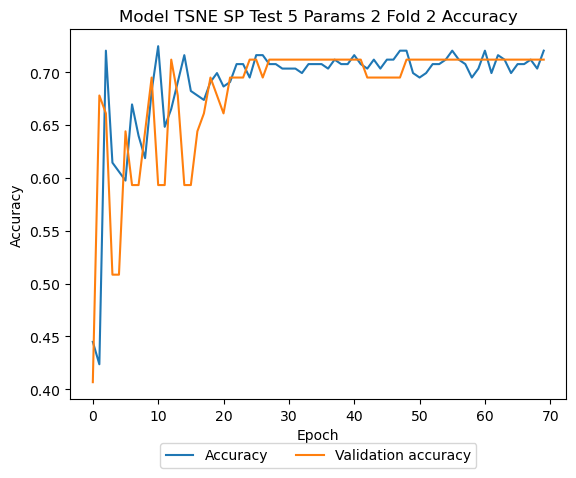 Model TSNE SP Test 5 Params 2 Fold 2 Accuracy
Accuracy
0.70
0.65
0.60
0.55
0.50
0.45
0.40
0 10 20 30 40 50 60 70
Epoch
Accuracy Validation accuracy